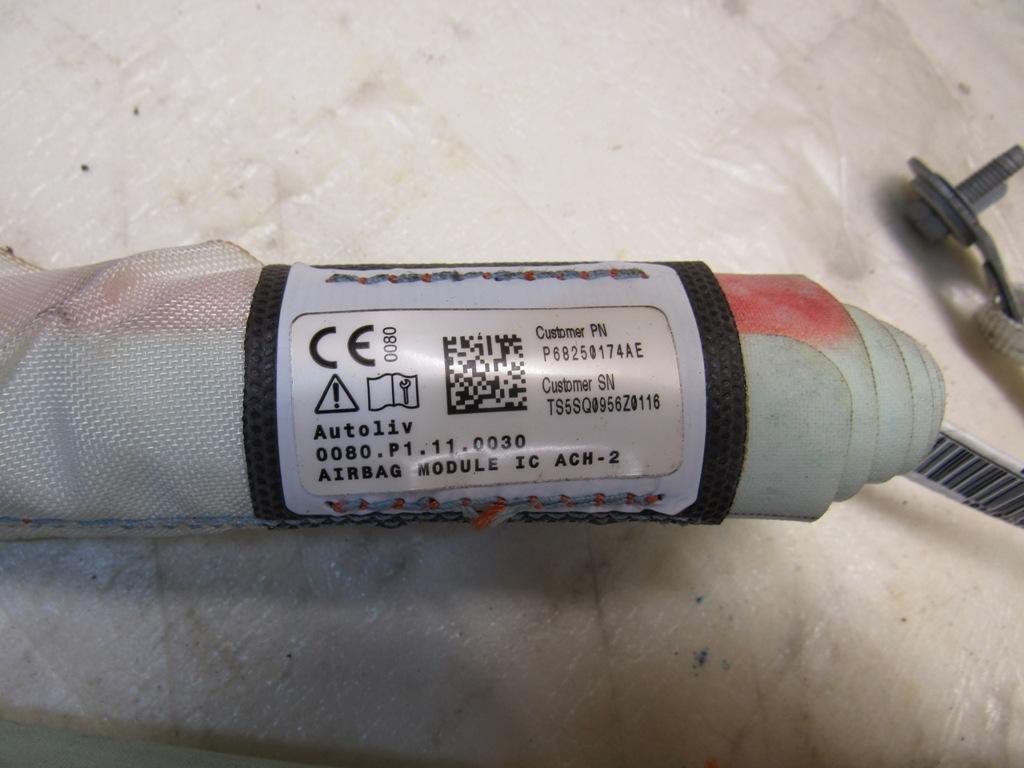 CE 0080
Customer PN
P68250174AE
Customer SN
TS5SQ0956Z0116
Autoliv
0080.P1.11.0030
AIRBAG MODULE IC ACH-2